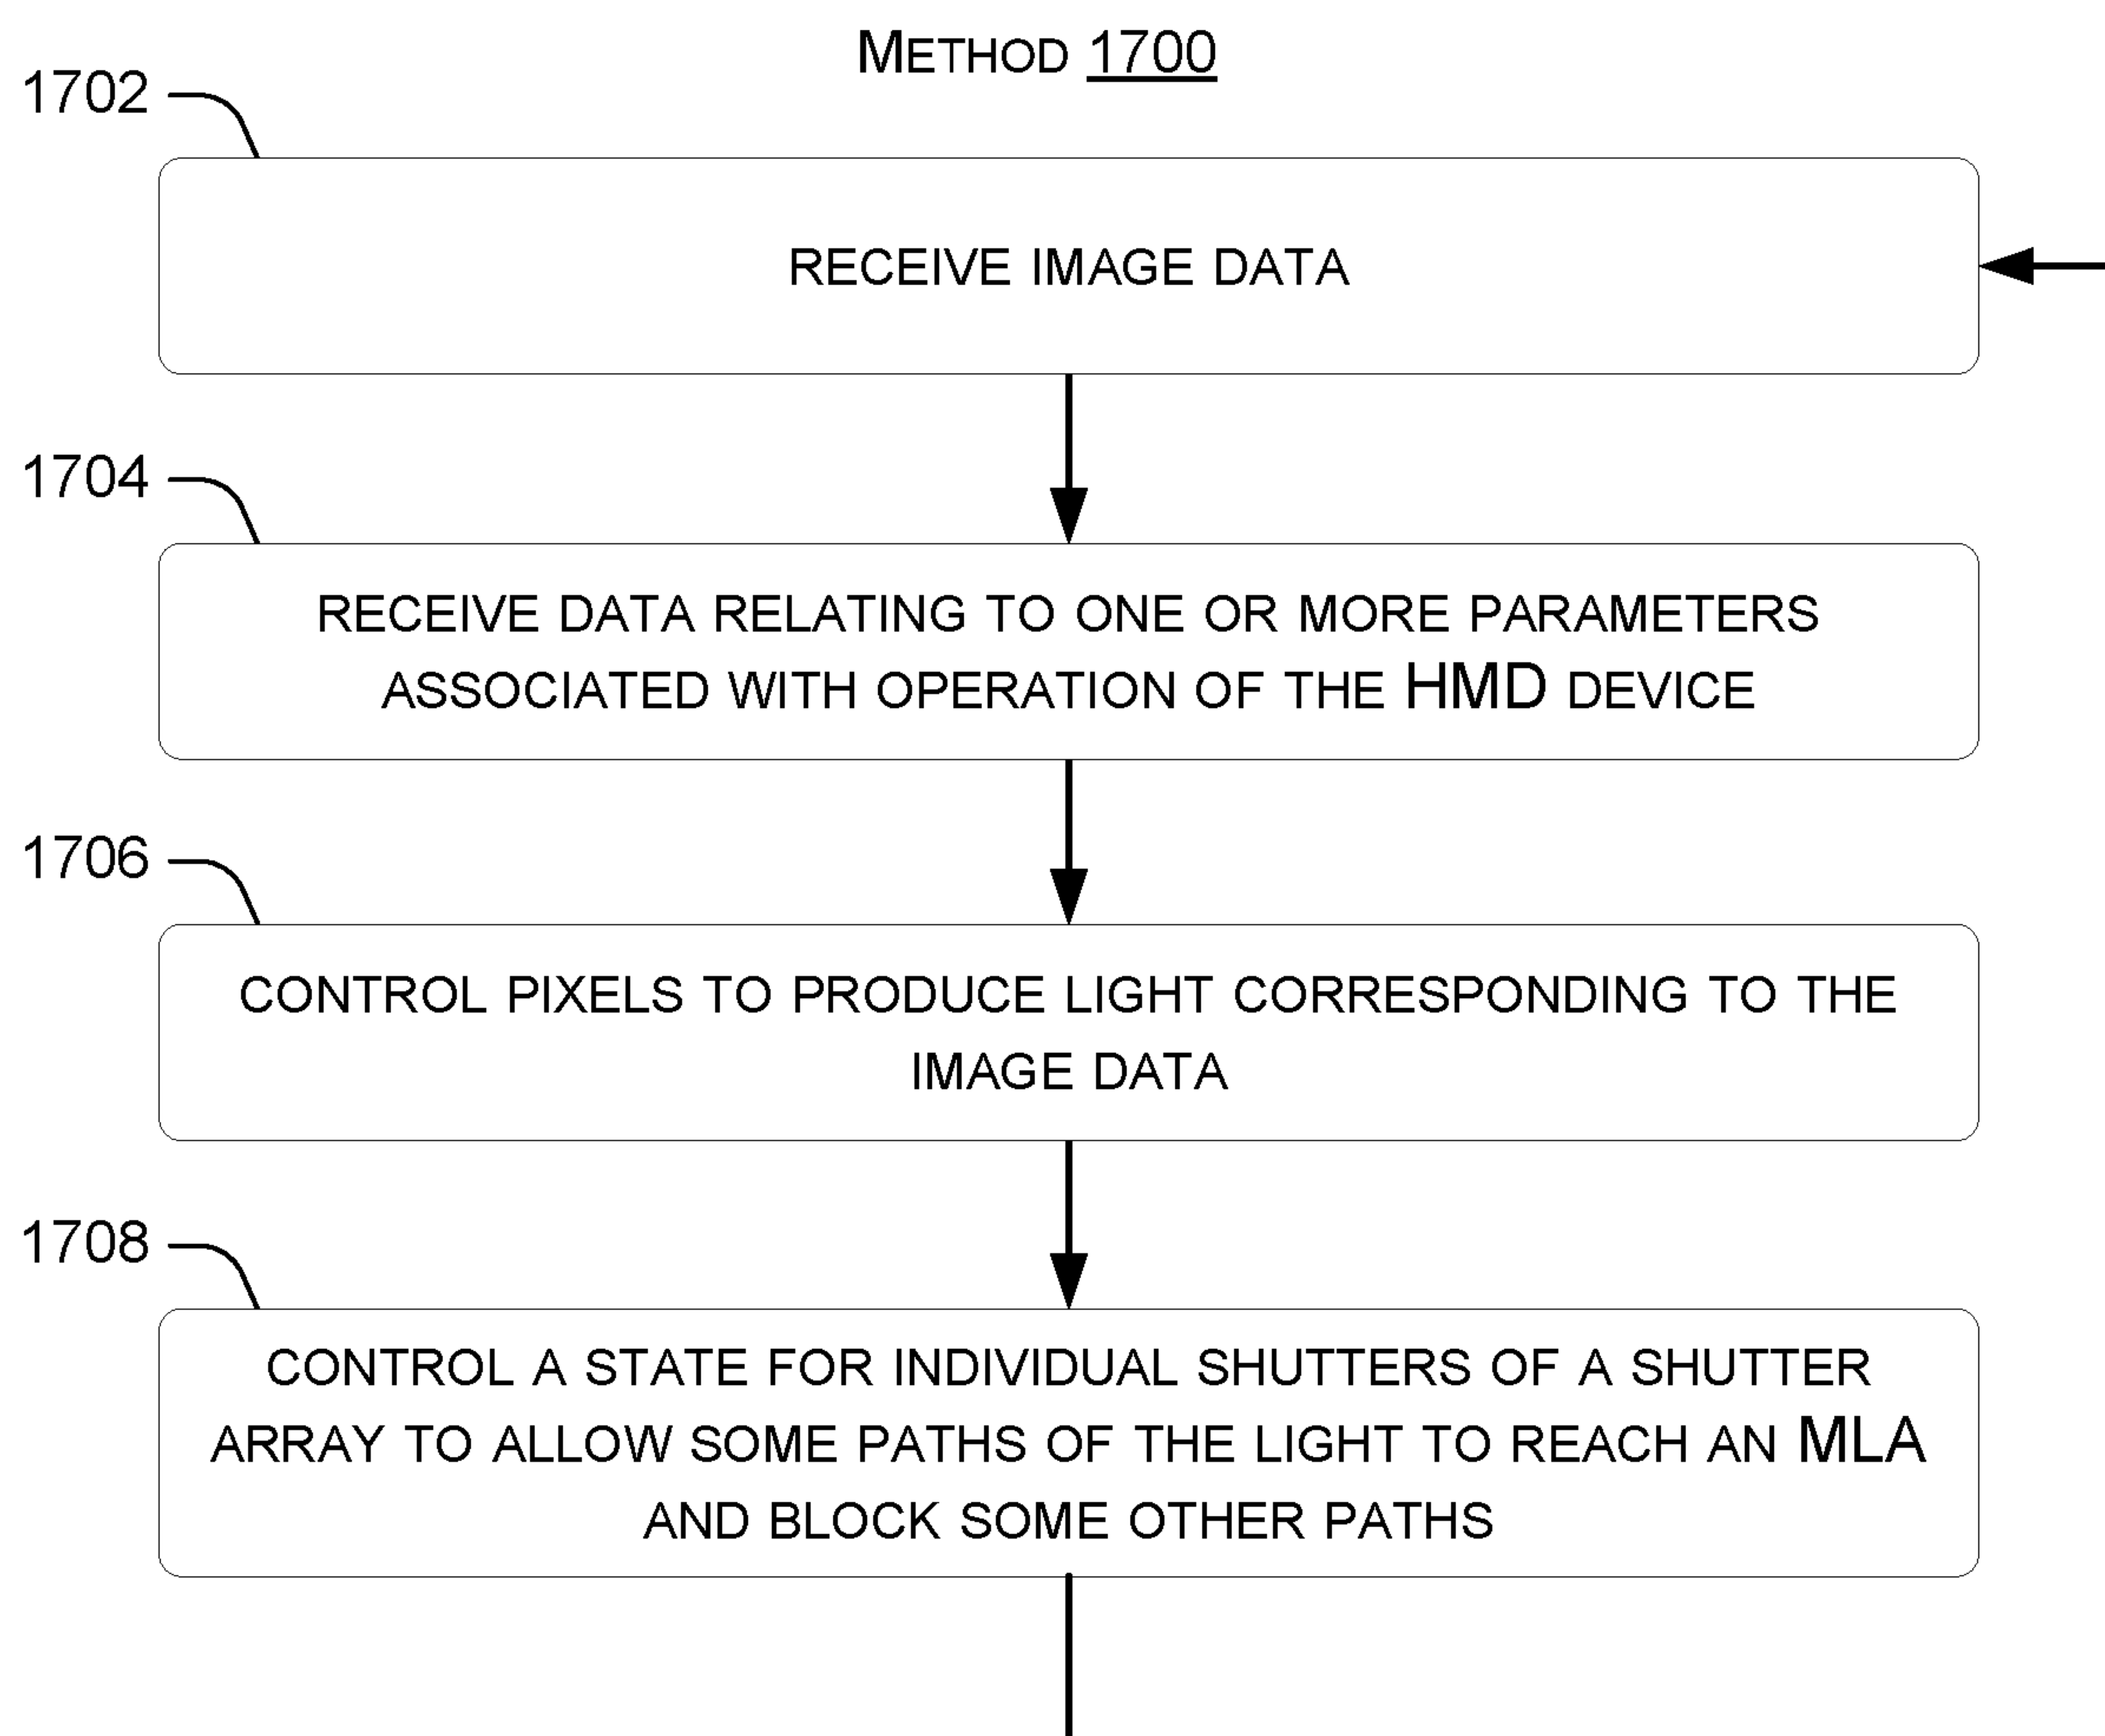 METHOD 1700
1702
RECEIVE IMAGE DATA
1704
RECEIVE DATA RELATING TO ONE OR MORE PARAMETERS
ASSOCIATED WITH OPERATION OF THE HMD DEVICE
1706
CONTROL PIXELS TO PRODUCE LIGHT CORRESPONDING TO THE
IMAGE DATA
1708
CONTROL A STATE FOR INDIVIDUAL SHUTTERS OF A SHUTTER
ARRAY TO ALLOW SOME PATHS OF THE LIGHT TO REACH AN MLA
AND BLOCK SOME OTHER PATHS